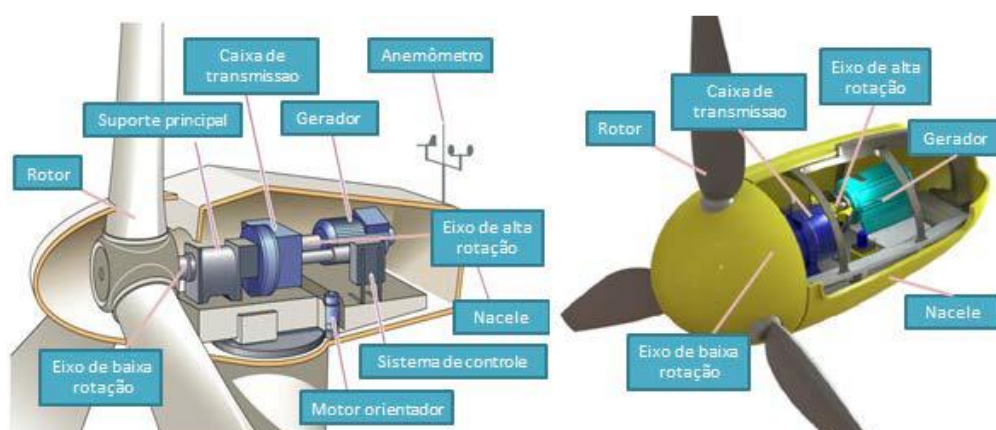 Caixa de
transmissao
Anemômetro
Suporte principal
Gerador
Rotor
Eixo de alta
rotação
Nacele
Eixo de baixa
rotação
Sistema de controle
Motor orientador
Eixo de alta
rotação
Caixa de
transmissao
Rotor
Gerador
Nacele
Eixo de baixa
rotação